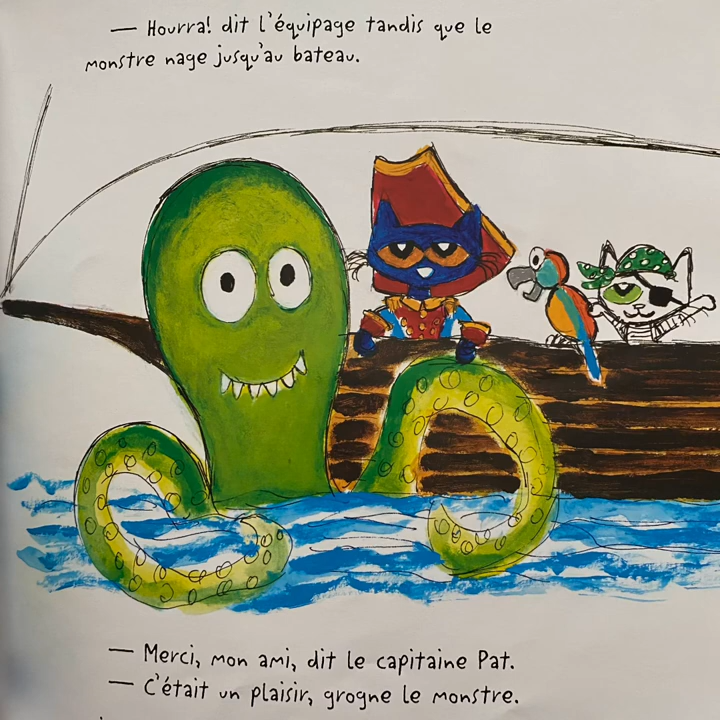 — Hourra! dit l'équipage tandis que le
monstre nage jusqu'au bateau.
— Merci, mon ami, dit le capitaine Pat.
— C'était un plaisir, grogne le monstre.